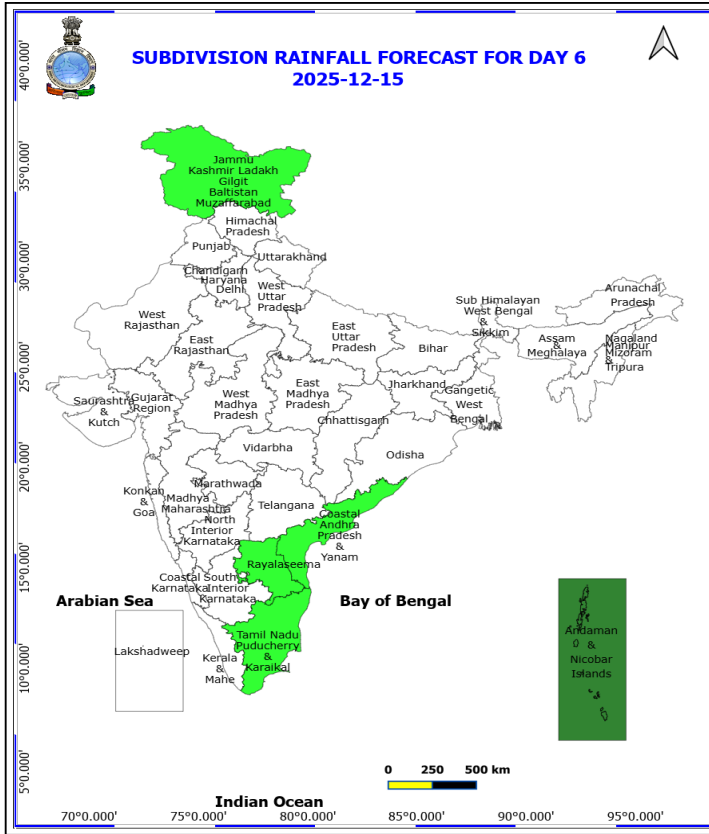 SUBDIVISION RAINFALL FORECAST FOR DAY 6
2025-12-15
40°0.000'
35°0.000'
30°0.000'
25°0.000'
20°0.000'
15°0.000'
10°0.000'
5°0.000'
Jammu
Kashmir Ladakh
Gilgit
Baltistan
Muzaffarabad
Himachal
Pradesh
Punjab
Uttarakhand
Chandigarh
Haryana
Delhi
West
Uttar
Pradesh
Arunachal
Pradesh
Sub Himalayan
West Bengal
&
Sikkim
West
Rajasthan
East
Rajasthan
East
Uttar
Pradesh
Bihar
Assam
&
Meghalaya
Nagaland
Manipur
Mizoram
&
Tripura
Saurashtra
&
Kutch
Gujarat
Region
West
Madhya
Pradesh
East
Madhya
Pradesh
Jharkhand
Gangetic
West
Bengal
Chhattisgarh
Vidarbha
Odisha
Konkan
&
Goa
Madhya
Maharashtra
Marathwada
Telangana
North
Interior
Karnataka
Coastal
Andhra
Pradesh
&
Yanam
Rayalaseema
Coastal
Karnataka
South
Interior
Karnataka
Arabian Sea
Bay of Bengal
Lakshadweep
Kerala
&
Mahe
Tamil Nadu
Puducherry
&
Karaikal
Andaman
&
Nicobar
Islands
0 250 500 km
Indian Ocean
70°0.000' 75°0.000' 80°0.000' 85°0.000' 90°0.000' 95°0.000'